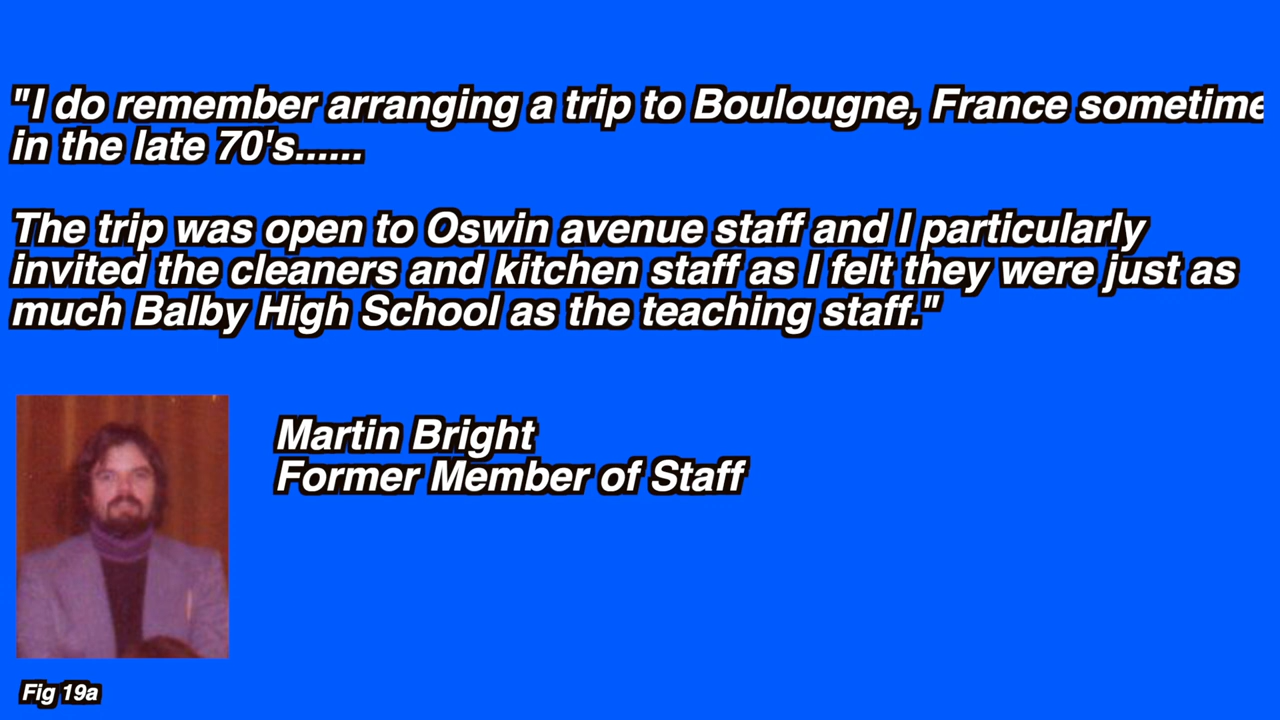 "I do remember arranging a trip to Boulougne, France sometime
in the late 70's......
The trip was open to Oswin avenue staff and I particularly
invited the cleaners and kitchen staff as I felt they were just as
much Balby High School as the teaching staff."
Martin Bright
Former Member of Staff
Fig 19a